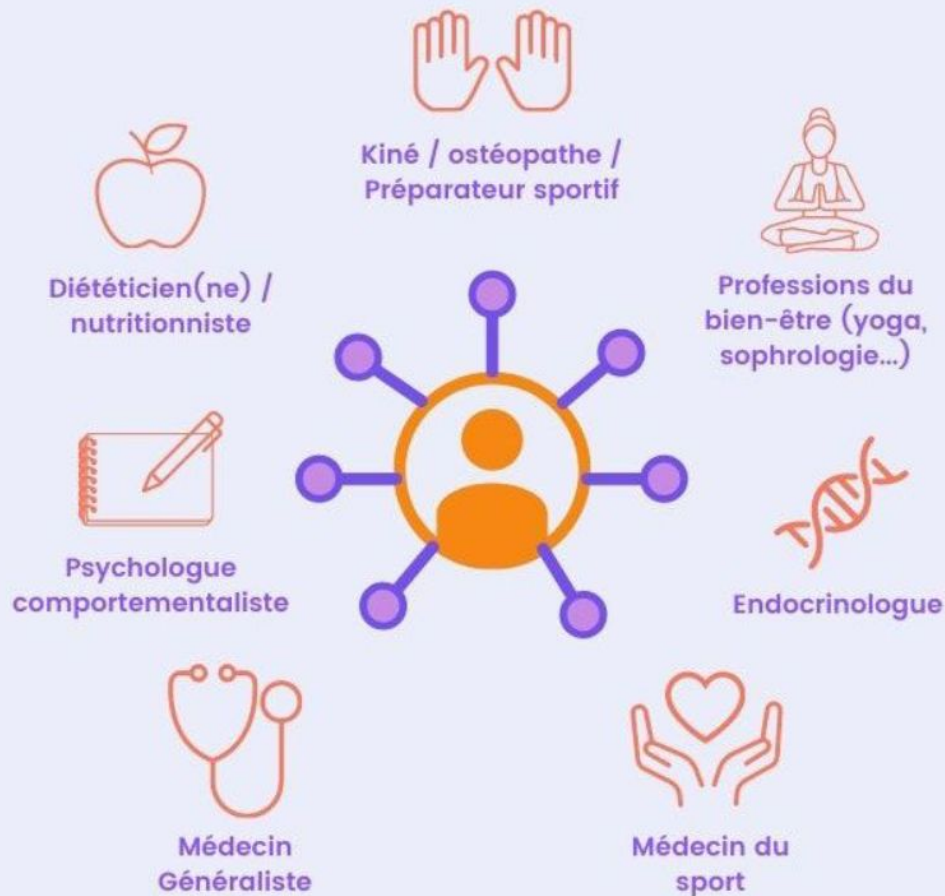 Kiné / ostéopathe /
Préparateur sportif
Diététicien(ne) /
nutritionniste
Professions du
bien-être (yoga,
sophrologie...)
Psychologue
comportementaliste
Endocrinologue
Médecin
Généraliste
Médecin du
sport